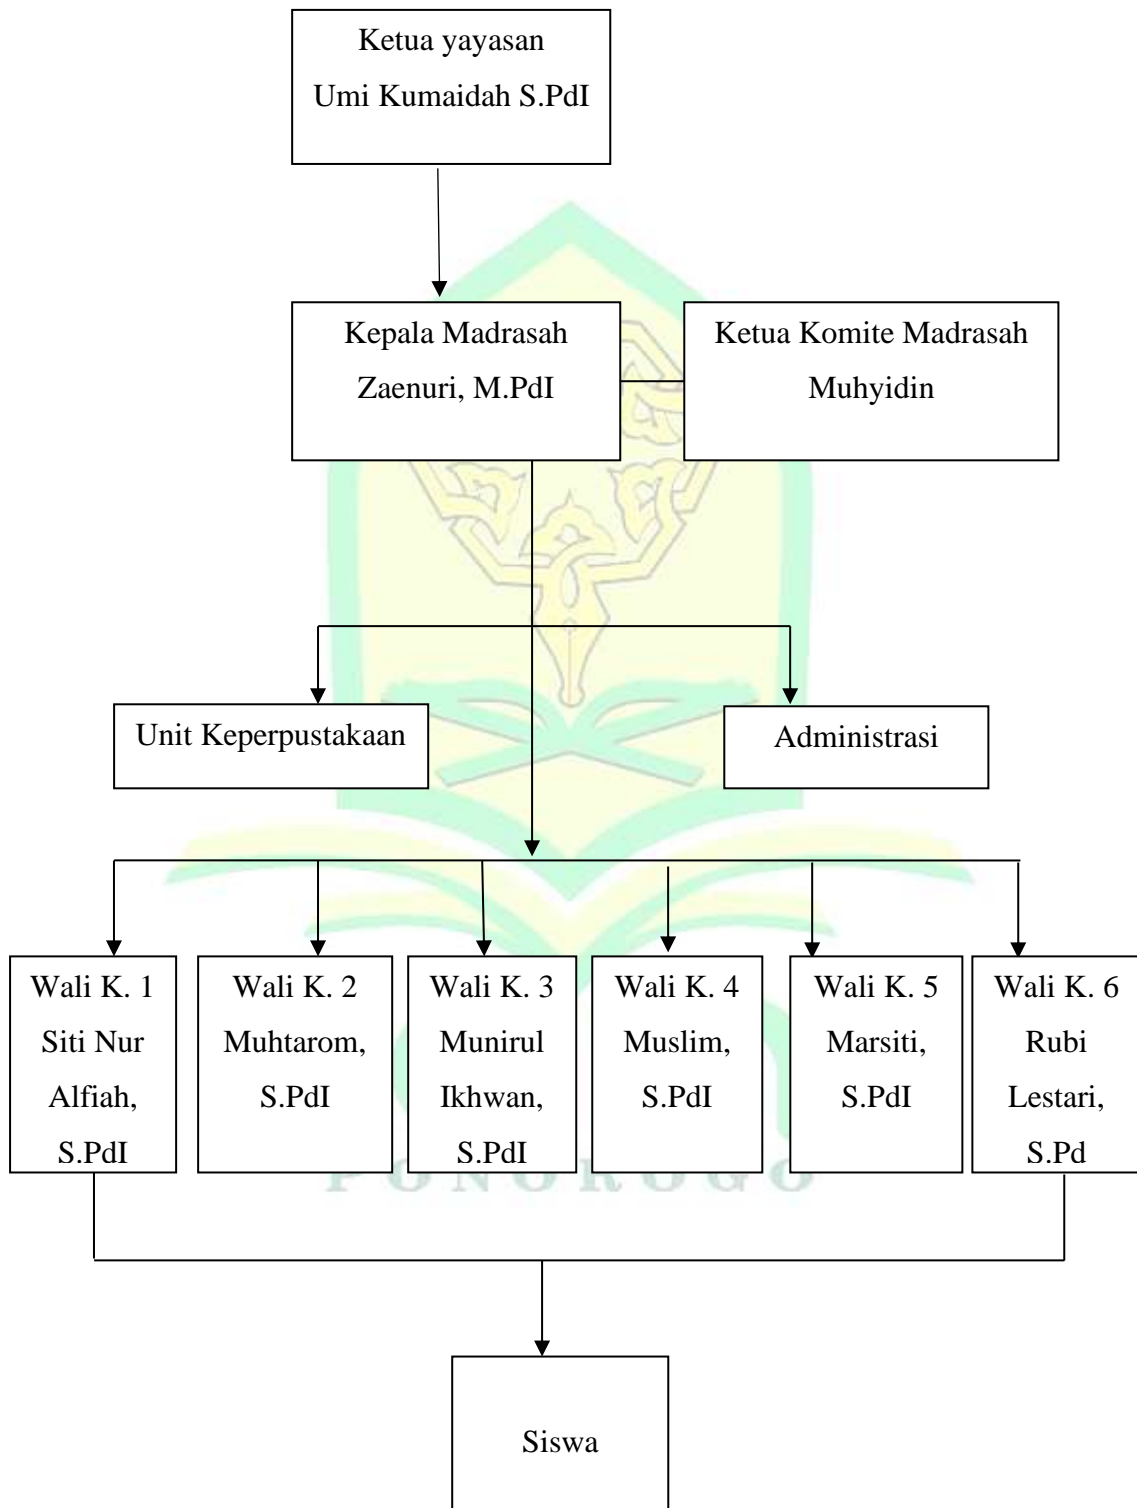 Ketua yayasan
Umi Kumaidah S.PdI
Kepala Madrasah
Zaenuri, M.PdI
Ketua Komite Madrasah
Muhyidin
Unit Keperpustakaan
Administrasi
Wali K. 1
Siti Nur
Alfiah,
S.PdI
Wali K. 2
Muhtarom,
S.PdI
Wali K. 3
Munirul
Ikhwan,
S.PdI
Wali K. 4
Muslim,
S.PdI
Wali K. 5
Marsiti,
S.PdI
Wali K. 6
Rubi
Lestari,
S.Pd
PONOROGO
Siswa